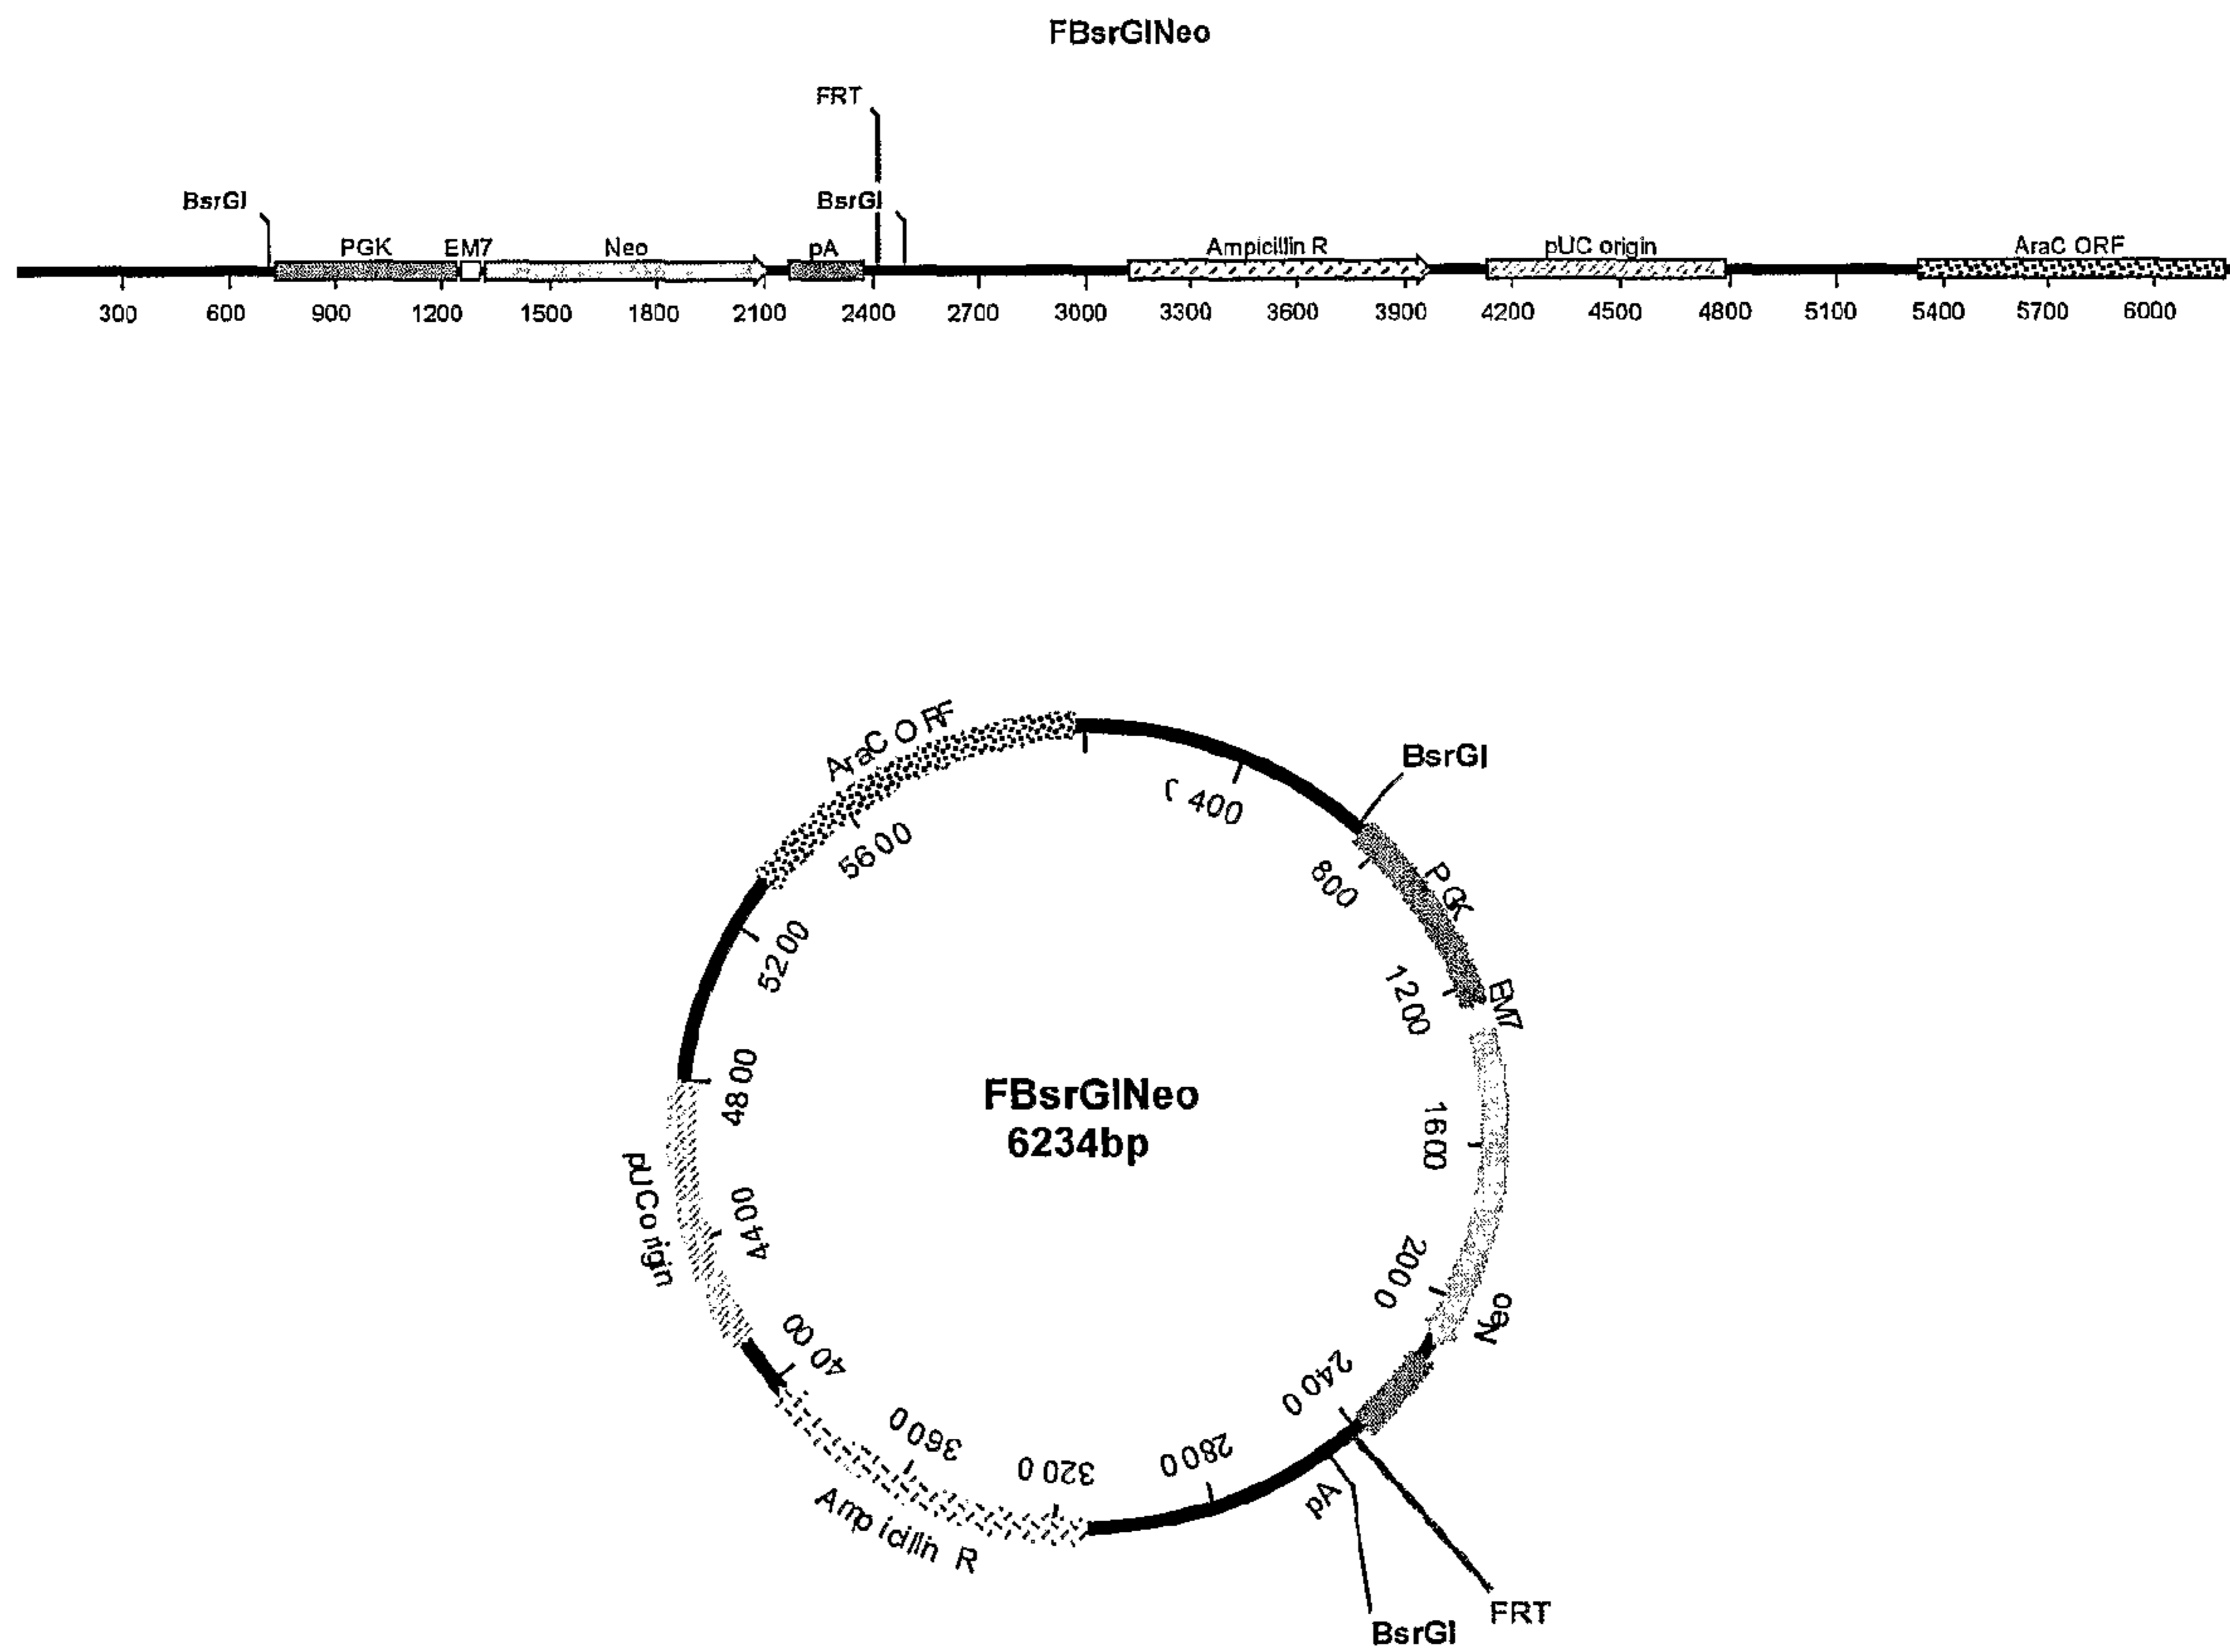 FBsrGINeo
FRT
BsrGI BsrGI
PGK EM7 Neo pA Ampicillin R pUC origin AraC ORF
300 600 900 1200 1500 1800 2100 2400 2700 3000 3300 3600 3900 4200 4500 4800 5100 5400 5700 6000
AraC ORF
BsrGI
400
5600
800
PGK
5200
1200
EM7
4800
FBsrGINeo
6234bp
1600
pUC origin
4400
2000
Neo
4000
2400
3600
3200
2800
pA
Ampicillin R
FRT
BsrGI